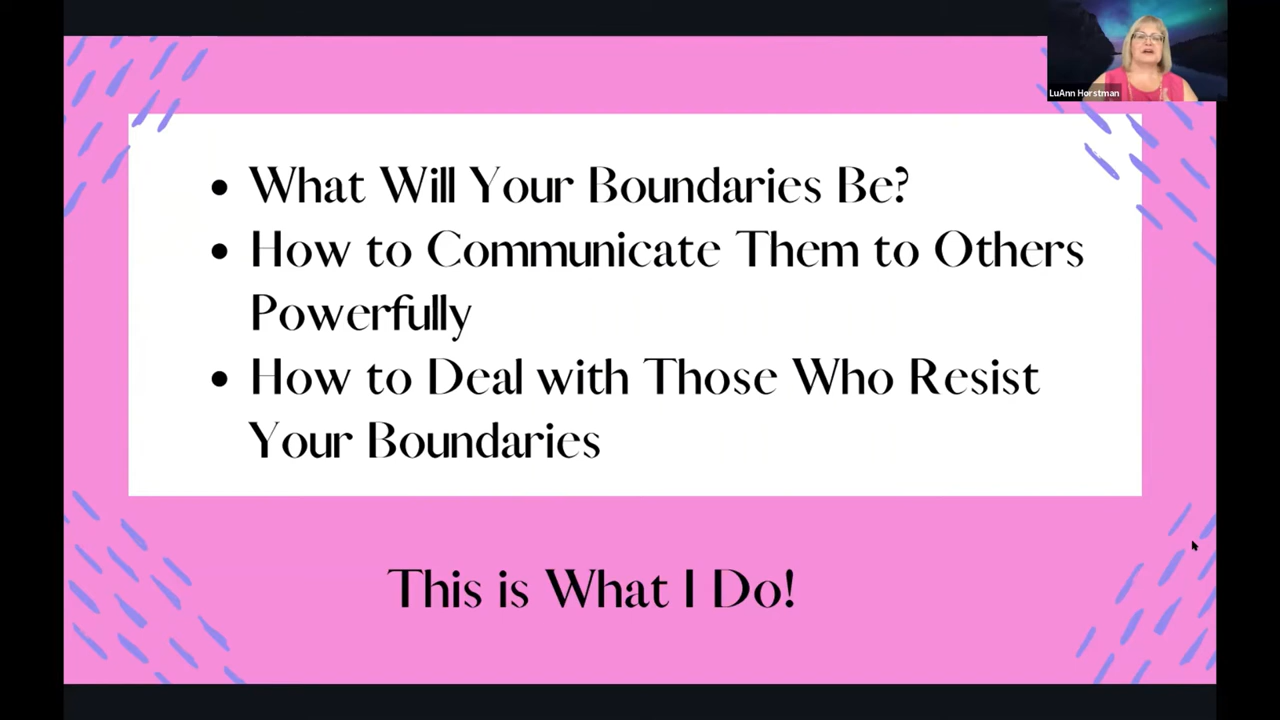 LuAnn Horstman
• What Will Your Boundaries Be?
• How to Communicate Them to Others
Powerfully
• How to Deal with Those Who Resist
Your Boundaries
This is What I Do!